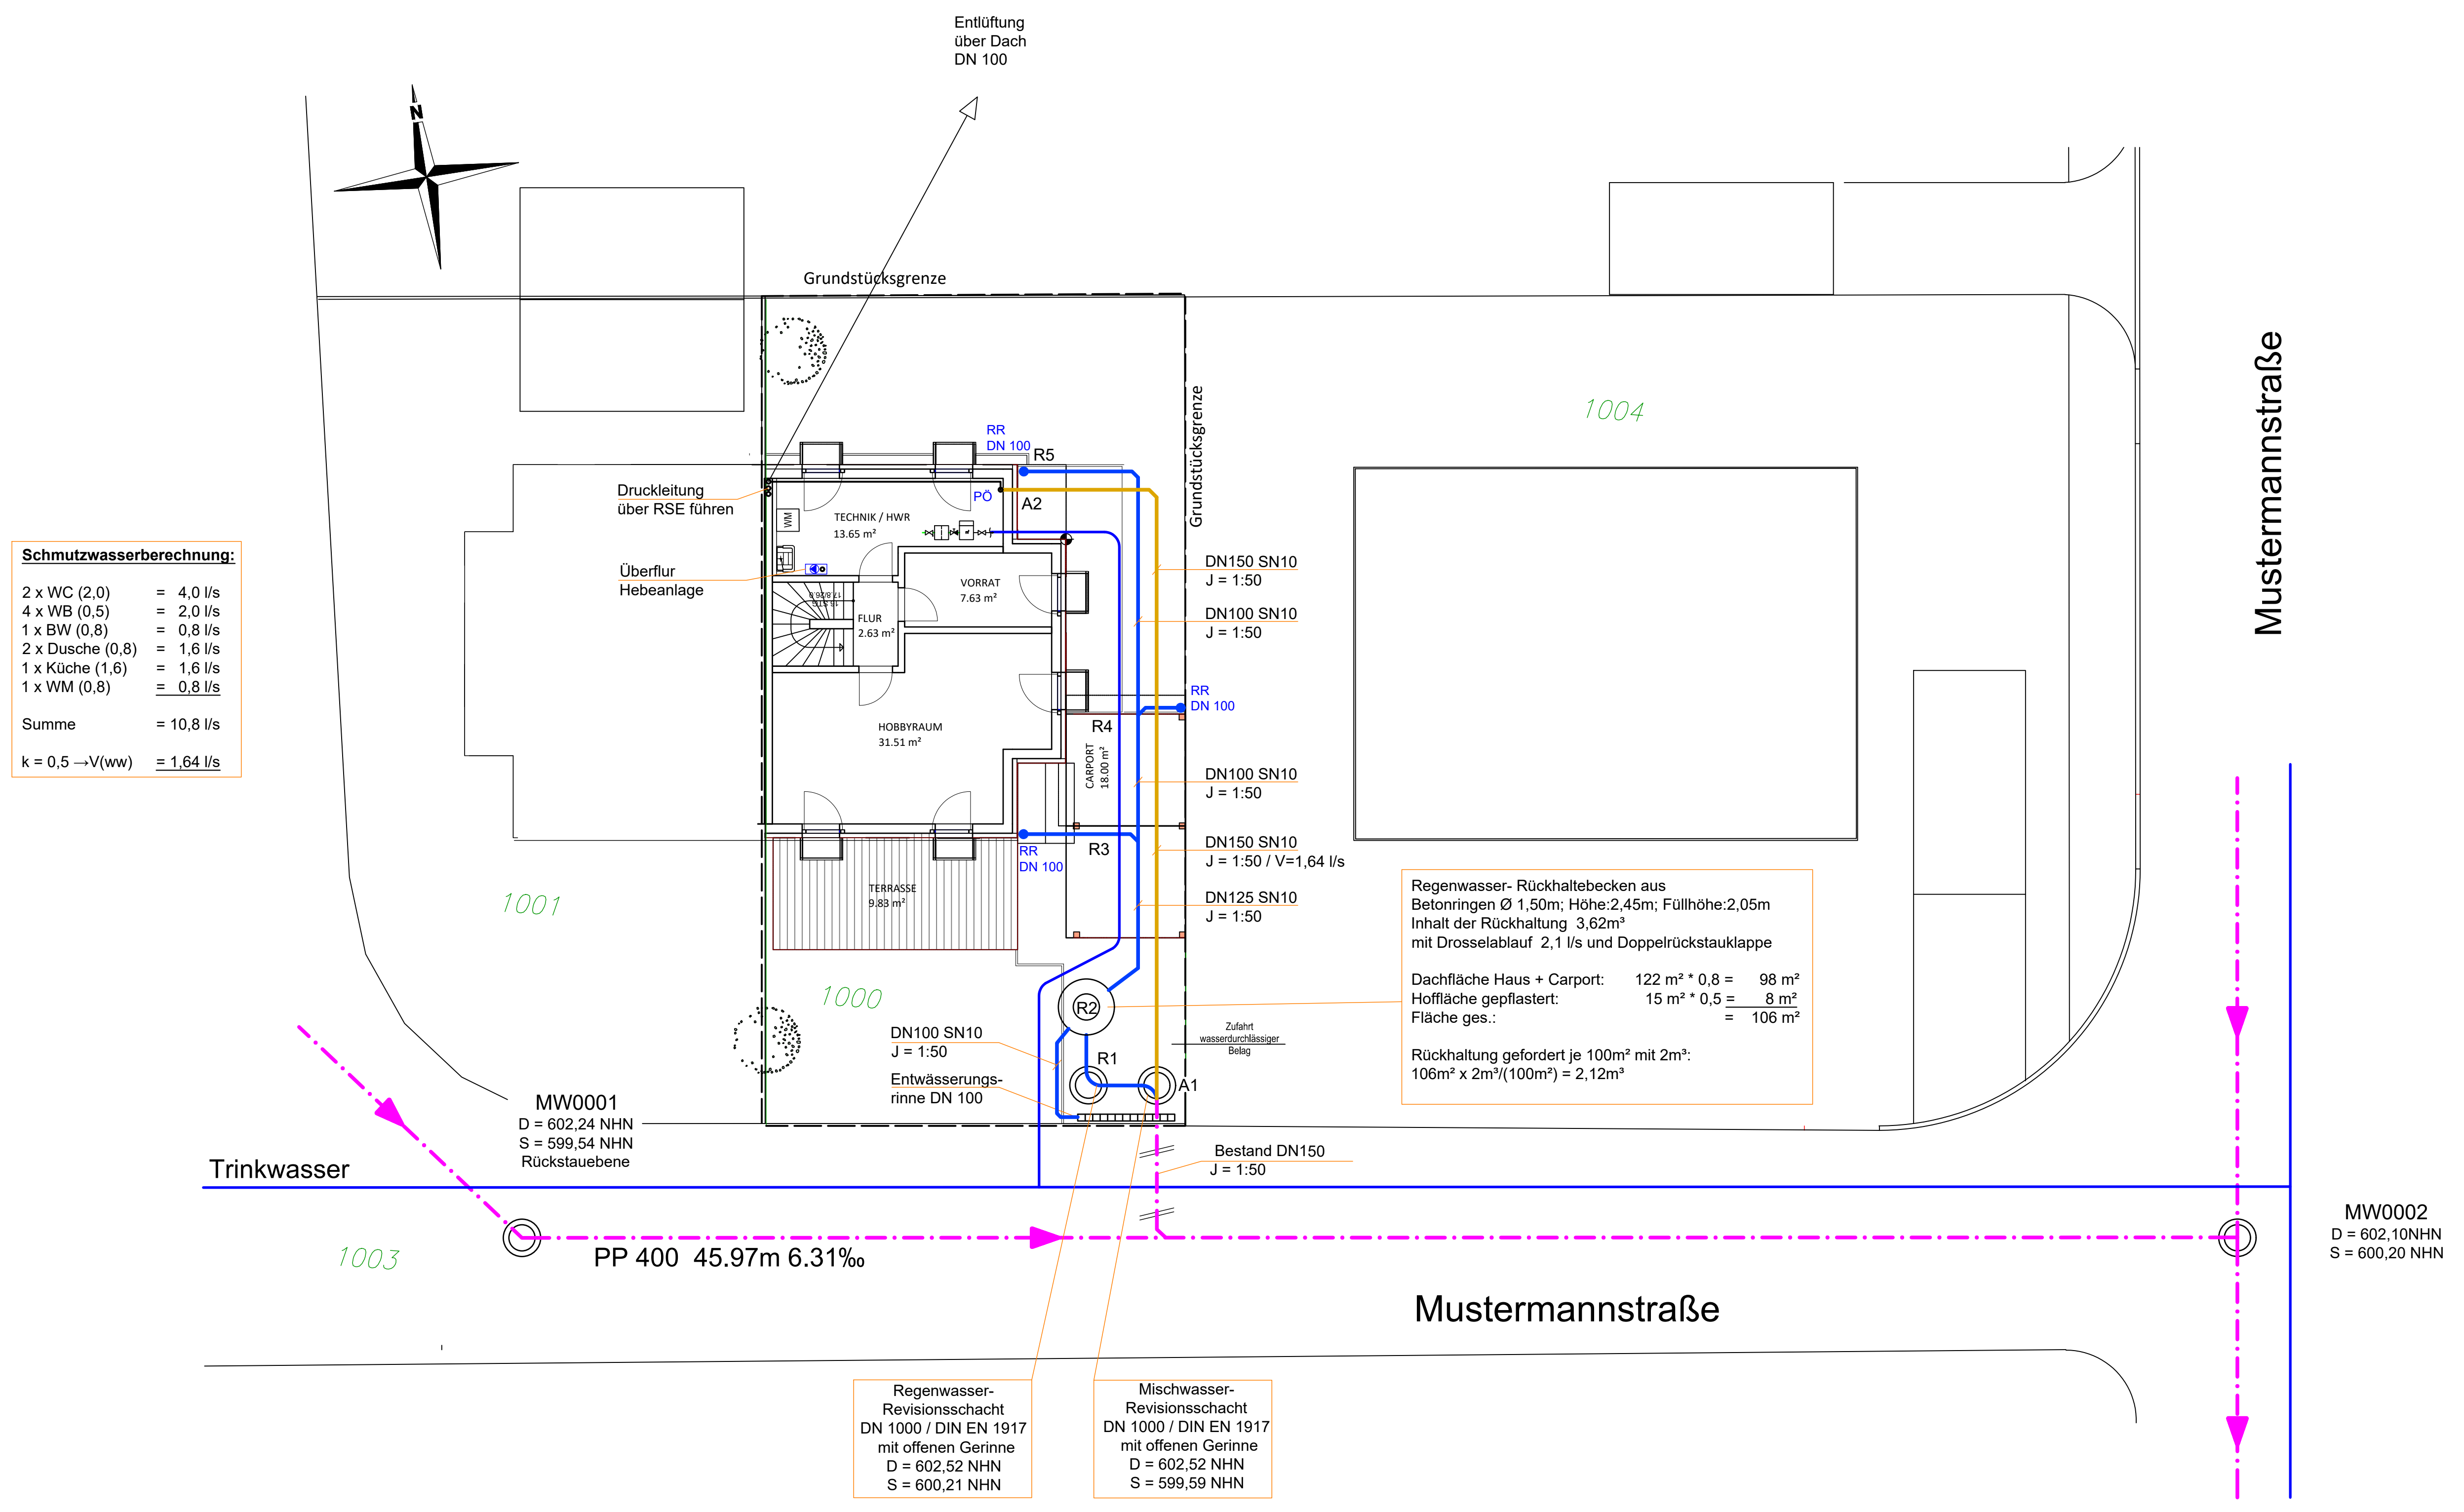 Entlüftung
über Dach
DN 100
N
Grundstücksgrenze
Grundstücksgrenze
Mustermannstraße
1004
RR
DN 100
R5
PÖ
A2
Druckleitung
über RSE führen
WM
TECHNIK / HWR
13.65 m²
Überflur
Hebeanlage
VORRAT
7.63 m²
16 STG
17.8/26.0
FLUR
2.63 m²
HOBBYRAUM
31.51 m²
Schmutzwasserberechnung:
2 x WC (2,0) = 4,0 l/s
4 x WB (0,5) = 2,0 l/s
1 x BW (0,8) = 0,8 l/s
2 x Dusche (0,8) = 1,6 l/s
1 x Küche (1,6) = 1,6 l/s
1 x WM (0,8) = 0,8 l/s
Summe = 10,8 l/s
k = 0,5 →V(ww) = 1,64 l/s
DN150 SN10
J = 1:50
DN100 SN10
J = 1:50
RR
DN 100
R4
CARPORT
18.00 m²
DN100 SN10
J = 1:50
DN150 SN10
J = 1:50 / V=1,64 l/s
DN125 SN10
J = 1:50
RR
DN 100
R3
TERRASSE
9.83 m²
1001
1000
Regenwasser- Rückhaltebecken aus
Betonringen Ø 1,50m; Höhe:2,45m; Füllhöhe:2,05m
Inhalt der Rückhaltung 3,62m³
mit Drosselablauf 2,1 l/s und Doppelrückstauklappe
Dachfläche Haus + Carport: 122 m² * 0,8 = 98 m²
Hoffläche gepflastert: 15 m² * 0,5 = 8 m²
Fläche ges.: = 106 m²
Rückhaltung gefordert je 100m² mit 2m³:
106m² x 2m³/(100m²) = 2,12m³
R2
DN100 SN10
J = 1:50
R1
A1
Entwässerungs-
rinne DN 100
Zufahrt
wasserdurchlässiger
Belag
MW0001
D = 602,24 NHN
S = 599,54 NHN
Rückstauebene
Bestand DN150
J = 1:50
Trinkwasser
MW0002
D = 602,10NHN
S = 600,20 NHN
1003
PP 400 45.97m 6.31‰
Mustermannstraße
Regenwasser-
Revisionsschacht
DN 1000 / DIN EN 1917
mit offenen Gerinne
D = 602,52 NHN
S = 600,21 NHN
Mischwasser-
Revisionsschacht
DN 1000 / DIN EN 1917
mit offenen Gerinne
D = 602,52 NHN
S = 599,59 NHN